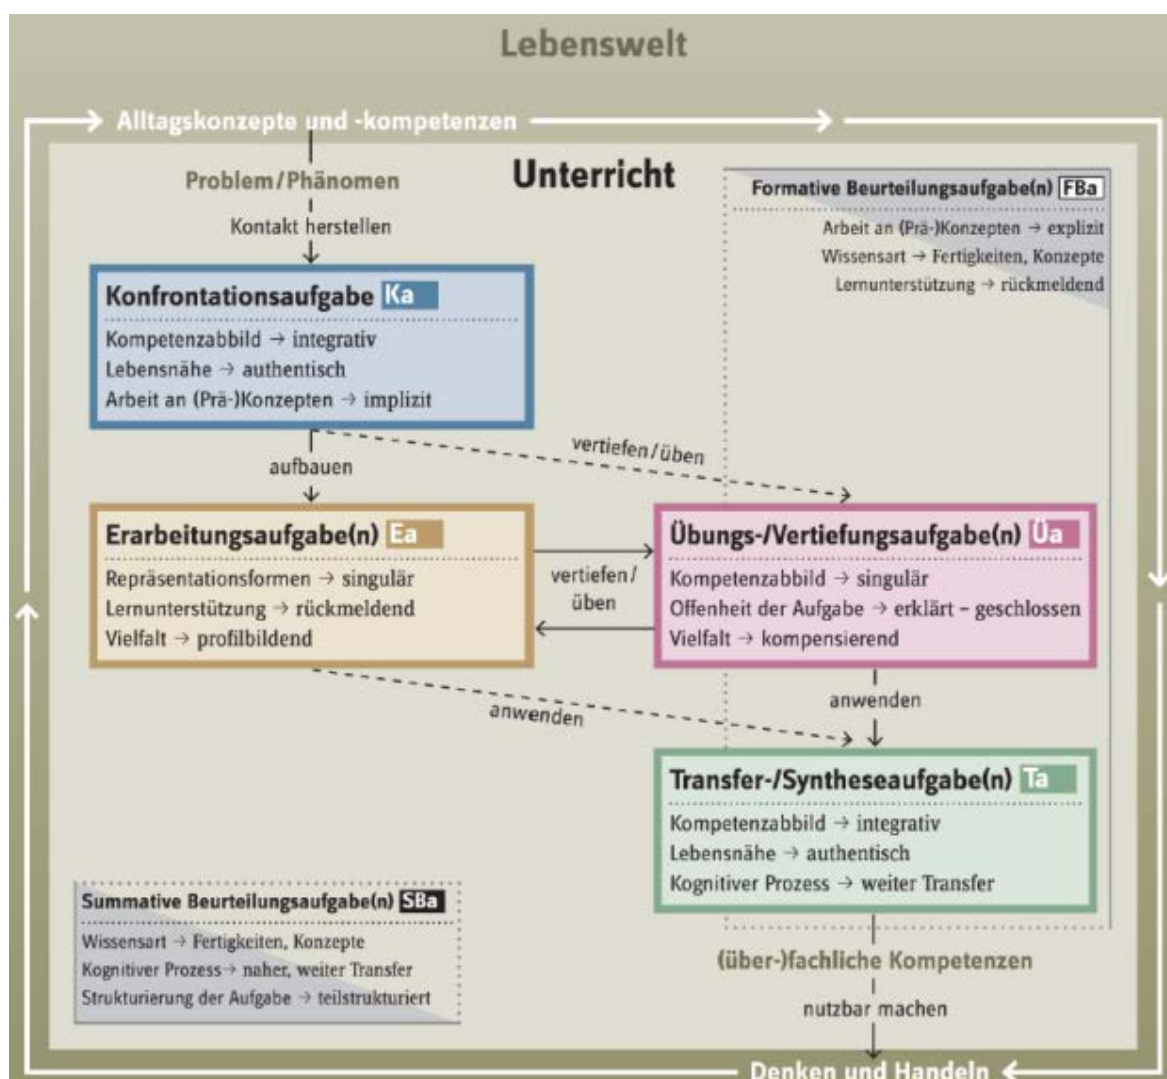 Lebenswelt
Alltagskonzepte und -kompetenzen
Problem/Phänomen
Kontakt herstellen
Unterricht
Formative Beurteilungsaufgabe(n) FBa
Arbeit an (Prä-)Konzepten → explizit
Wissensart → Fertigkeiten, Konzepte
Lernunterstützung → rückmeldend
Konfrontationsaufgabe Ka
Kompetenzabbild → integrativ
Lebensnähe → authentisch
Arbeit an (Prä-)Konzepten → implizit
aufbauen
vertiefen/üben
Erarbeitungsaufgabe(n) Ea
Repräsentationsformen → singulär
Lernunterstützung → rückmeldend
Vielfalt → profilbildend
vertiefen/
üben
Übungs-/Vertiefungsaufgabe(n) Üa
Kompetenzabbild → singulär
Offenheit der Aufgabe → erklärt – geschlossen
Vielfalt → kompensierend
anwenden
anwenden
Transfer-/Syntheseaufgabe(n) Ta
Kompetenzabbild → integrativ
Lebensnähe → authentisch
Kognitiver Prozess → weiter Transfer
Summative Beurteilungsaufgabe(n) SBa
Wissensart → Fertigkeiten, Konzepte
Kognitiver Prozess → naher, weiter Transfer
Strukturierung der Aufgabe → teilstrukturiert
(über-)fachliche Kompetenzen
nutzbar machen
Denken und Handeln